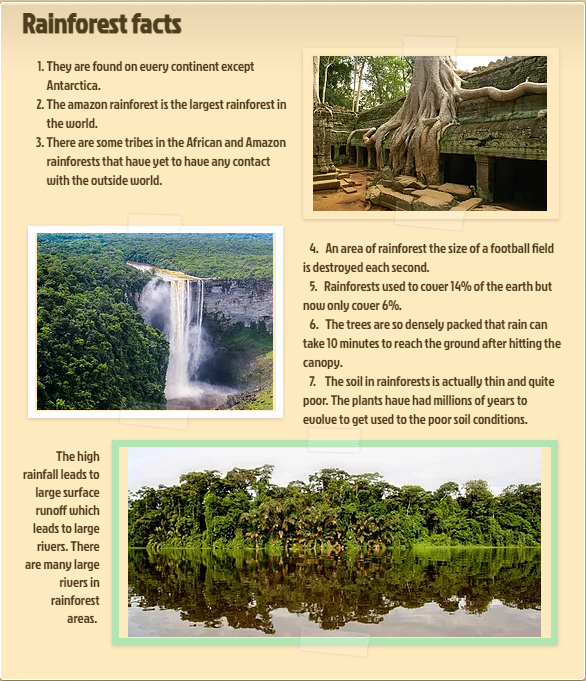 Rainforest facts
1. They are found on every continent except
Antarctica.
2. The amazon rainforest is the largest rainforest in
the world.
3. There are some tribes in the African and Amazon
rainforests that have yet to have any contact
with the outside world.
4. An area of rainforest the size of a football field
is destroyed each second.
5. Rainforests used to cover 14% of the earth but
now only cover 6%.
6. The trees are so densely packed that rain can
take 10 minutes to reach the ground after hitting the
canopy.
7. The soil in rainforests is actually thin and quite
poor. The plants have had millions of years to
evolve to get used to the poor soil conditions.
The high
rainfall leads to
large surface
runoff which
leads to large
rivers. There
are many large
rivers in
rainforest
areas.